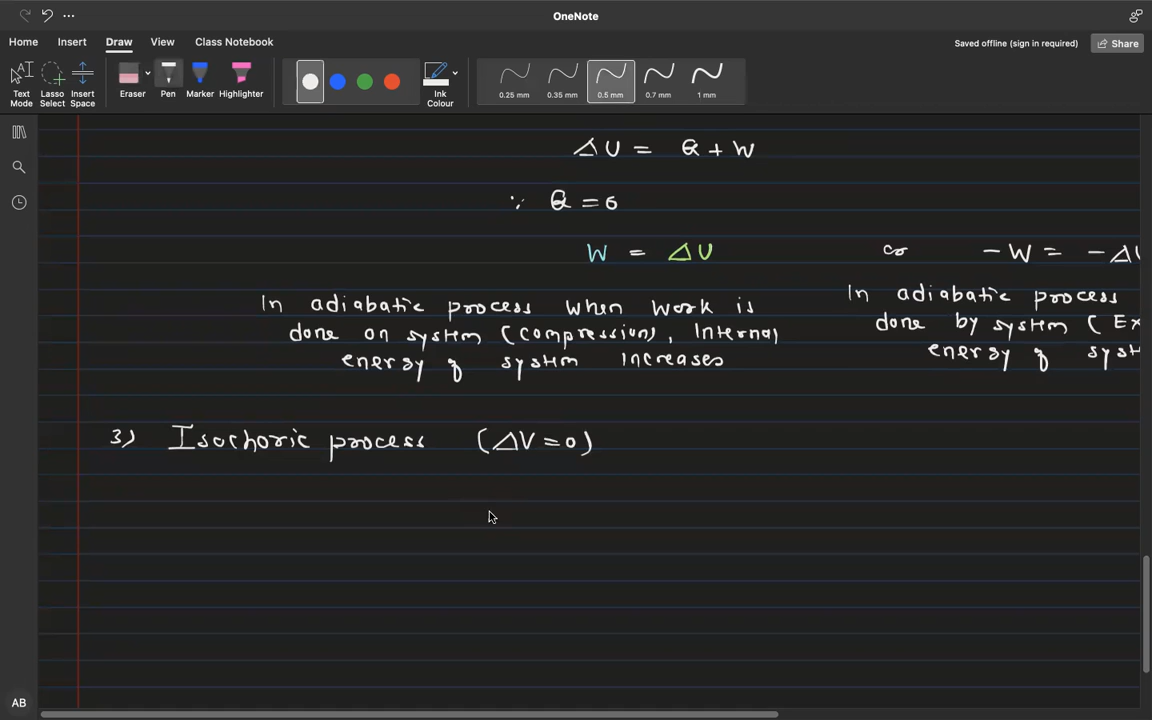 OneNote
Home Insert Draw View Class Notebook
Saved offline (sign in required)
Share
Text Mode Lasso Select Insert Space Eraser Pen Marker Highlighter Ink Colour 0.25 mm 0.35 mm 0.5 mm 0.7 mm 1 mm
ΔU = Q + W
∵ Q = 0
W = ΔU or -W = -ΔU
In adiabatic process when work is
done on system (compression), Internal
energy of system increases
In adiabatic process
done by system (Ex
energy of syst
3) Isochoric process (ΔV = 0)
AB